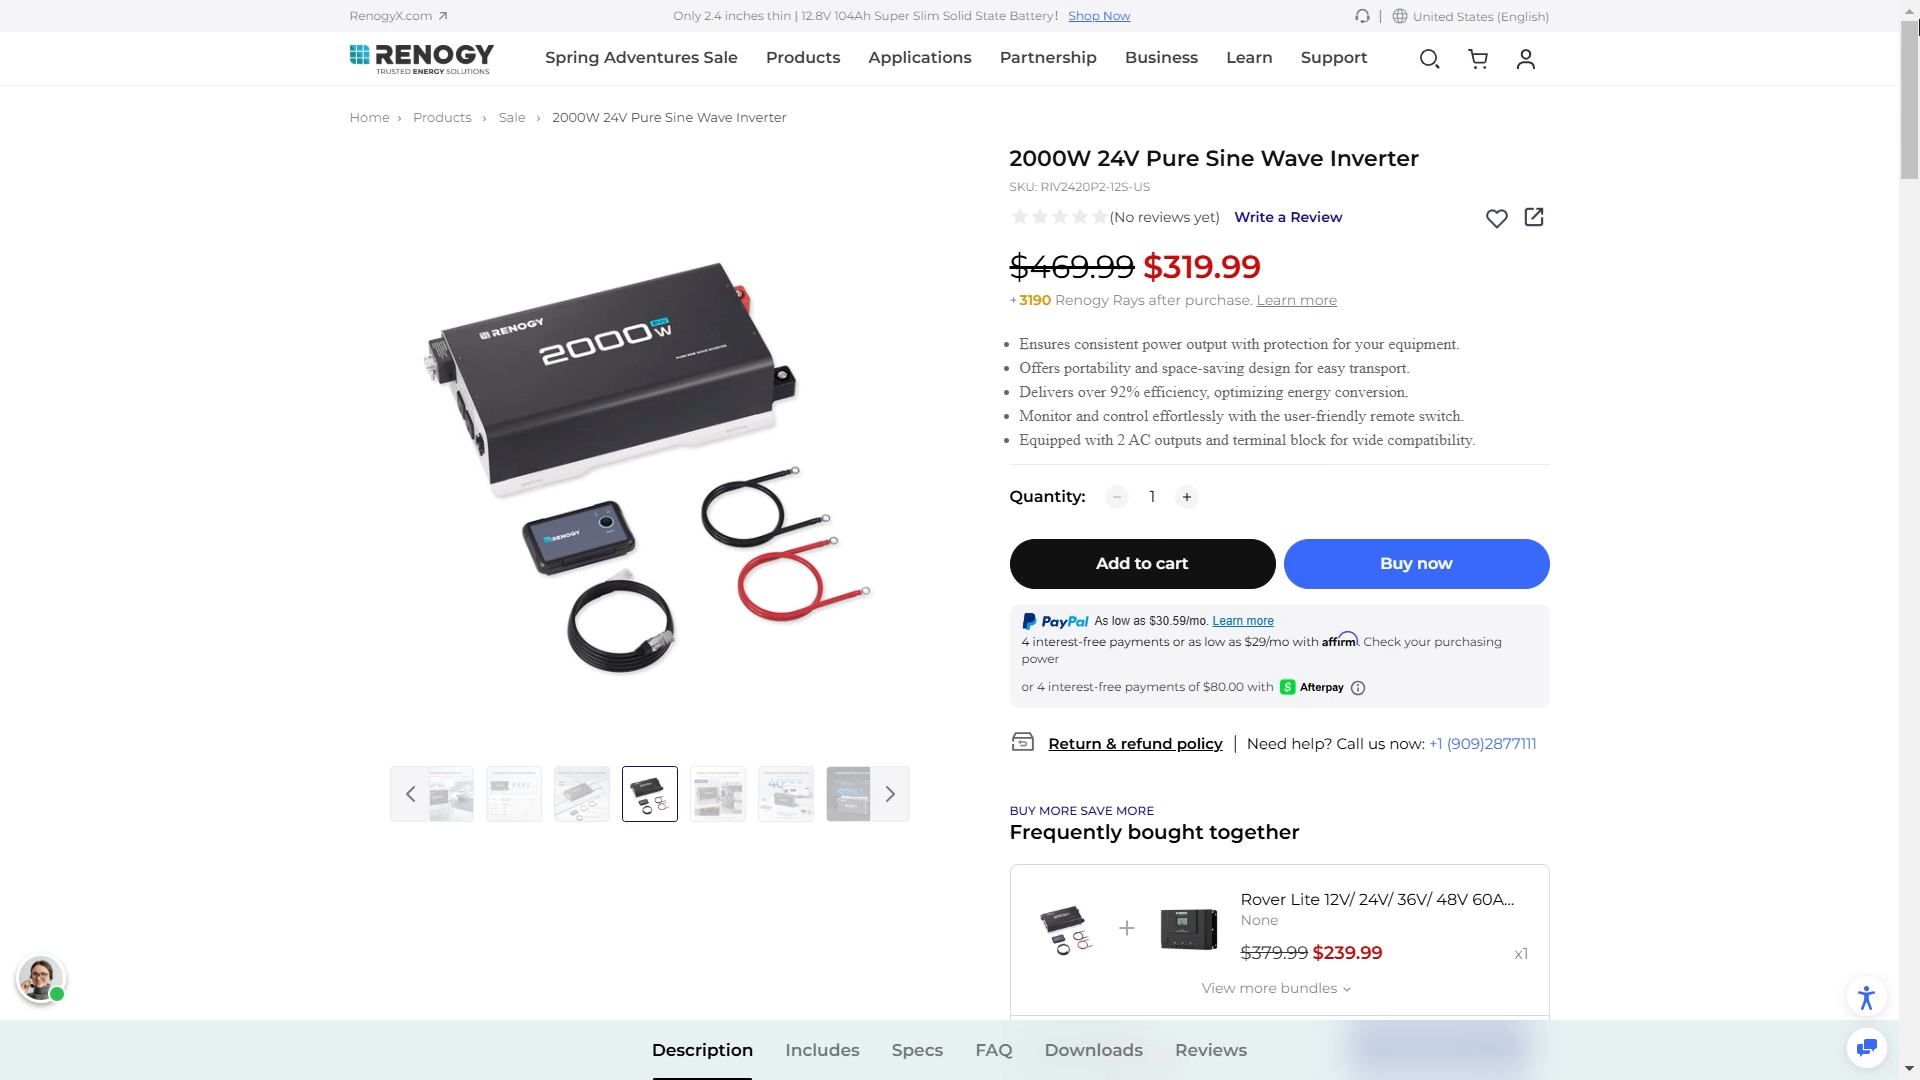 RenogyX.com
Only 2.4 inches thin | 12.8V 104Ah Super Slim Solid State Battery! Shop Now
United States (English)
RENOGY
TRUSTED ENERGY SOLUTIONS
Spring Adventures Sale
Products
Applications
Partnership
Business
Learn
Support
Home › Products › Sale › 2000W 24V Pure Sine Wave Inverter
2000W 24V Pure Sine Wave Inverter
SKU: RIV2420P2-12S-US
(No reviews yet) Write a Review
$469.99 $319.99
+ 3190 Renogy Rays after purchase. Learn more
Ensures consistent power output with protection for your equipment.
Offers portability and space-saving design for easy transport.
Delivers over 92% efficiency, optimizing energy conversion.
Monitor and control effortlessly with the user-friendly remote switch.
Equipped with 2 AC outputs and terminal block for wide compatibility.
RENOGY
2000W
PURE SINE WAVE INVERTER
RENOGY
Quantity: − 1 +
Add to cart
Buy now
PayPal As low as $30.59/mo. Learn more
4 interest-free payments or as low as $29/mo with affirm. Check your purchasing
power
or 4 interest-free payments of $80.00 with Afterpay
Return & refund policy | Need help? Call us now: +1 (909)2877111
BUY MORE SAVE MORE
Frequently bought together
Rover Lite 12V/ 24V/ 36V/ 48V 60A...
None
$379.99 $239.99
x1
View more bundles
Description
Includes
Specs
FAQ
Downloads
Reviews